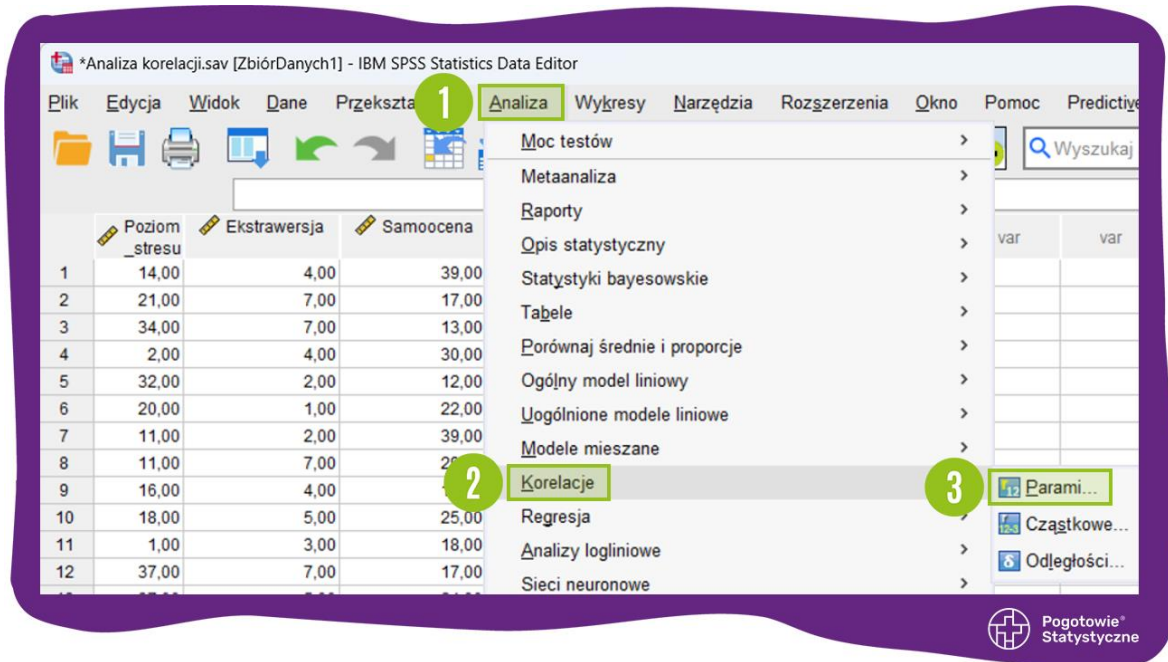 *Analiza korelacji.sav [ZbiórDanych1] - IBM SPSS Statistics Data Editor
Plik Edycja Widok Dane Przekszta 1 Analiza Wykresy Narzędzia Rozszerzenia Okno Pomoc Predictive
Wyszukaj
Moc testów
Metaanaliza
Raporty
Opis statystyczny
Statystyki bayesowskie
Tabele
Porównaj średnie i proporcje
Ogólny model liniowy
Uogólnione modele liniowe
Modele mieszane
2 Korelacje
Regresja
Analizy logliniowe
Sieci neuronowe
3 Parami...
Cząstkowe...
Odległości...
Poziom_stresu Ekstrawersja Samoocena var var
1 14,00 4,00 39,00
2 21,00 7,00 17,00
3 34,00 7,00 13,00
4 2,00 4,00 30,00
5 32,00 2,00 12,00
6 20,00 1,00 22,00
7 11,00 2,00 39,00
8 11,00 7,00
9 16,00 4,00
10 18,00 5,00 25,00
11 1,00 3,00 18,00
12 37,00 7,00 17,00
Pogotowie®
Statystyczne